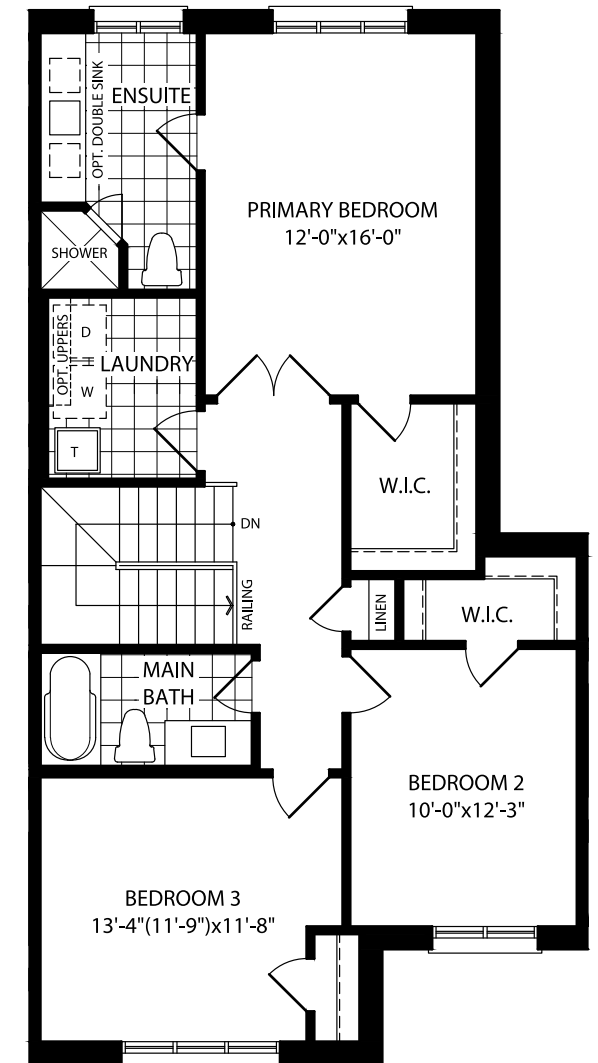 OPT. DOUBLE SINK
ENSUITE
PRIMARY BEDROOM
12'-0"x16'-0"
SHOWER
OPT. UPPERS
D
LAUNDRY
W
T
W.I.C.
DN
RAILING
LINEN
W.I.C.
MAIN
BATH
BEDROOM 2
10'-0"x12'-3"
BEDROOM 3
13'-4"(11'-9")x11'-8"